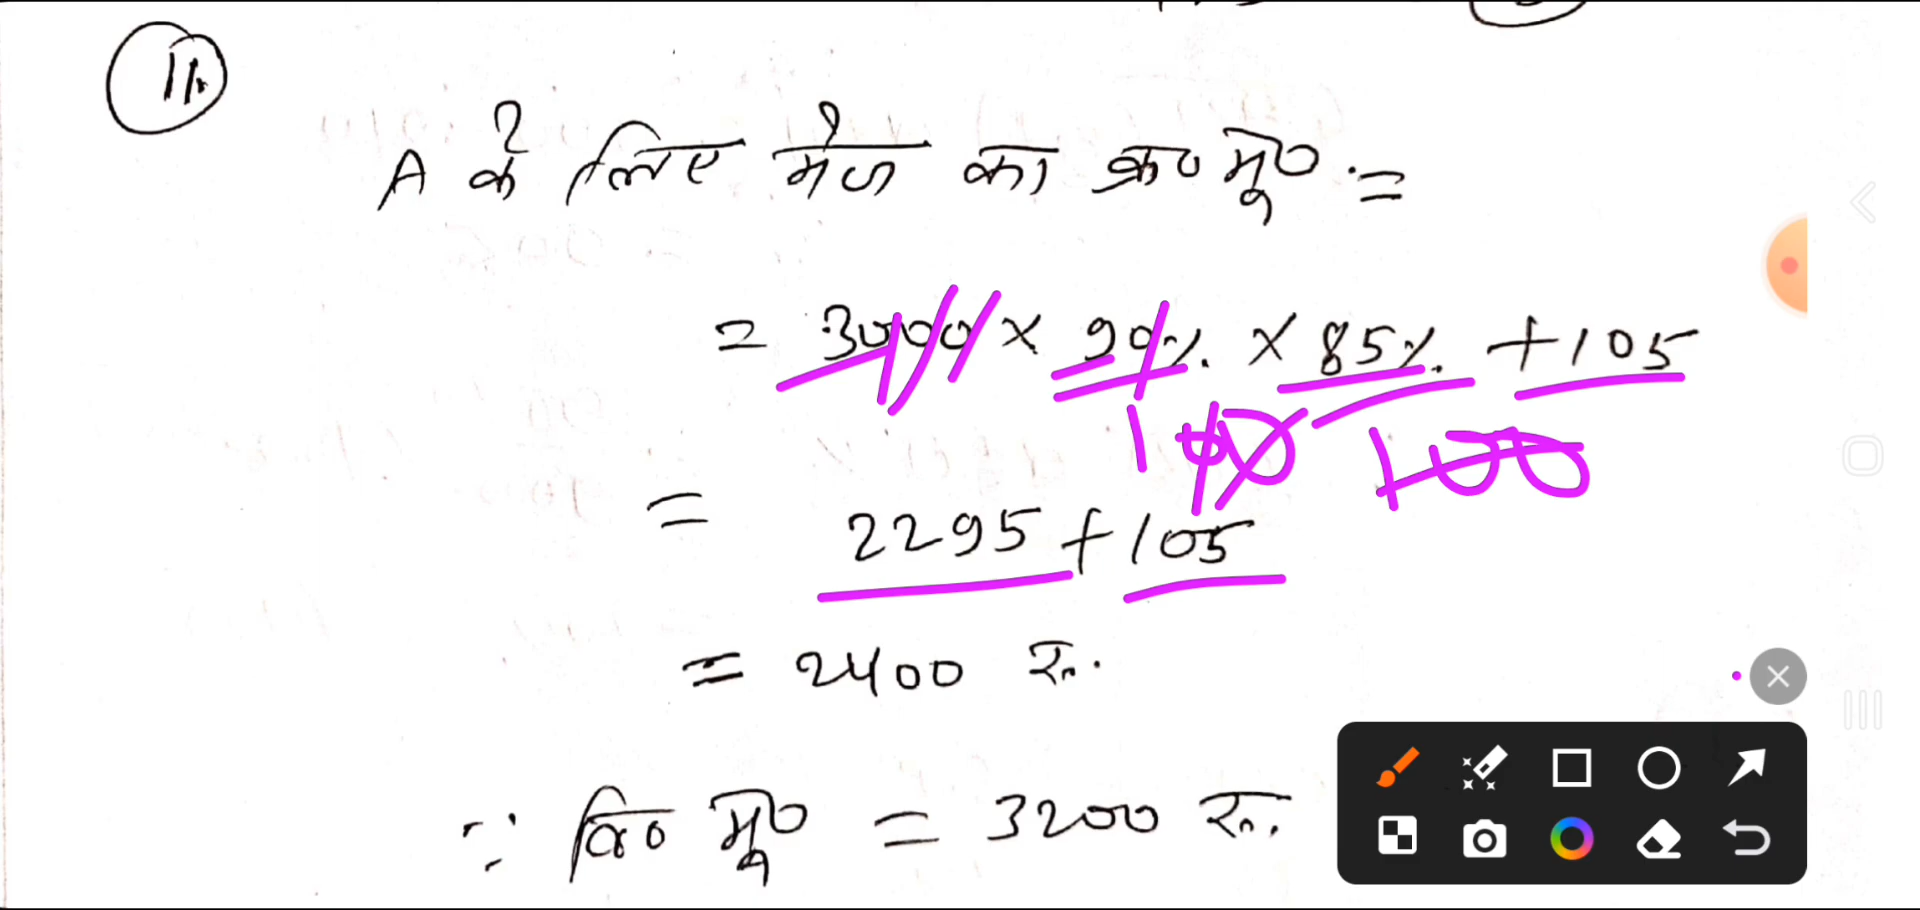 11.
A के लिए मेज का क्र० मू० =
= 3000 × 90% × 85% + 105
100 100
= 2295 + 105
= 2400 रू.
∵ वि० मू० = 3200 रू.